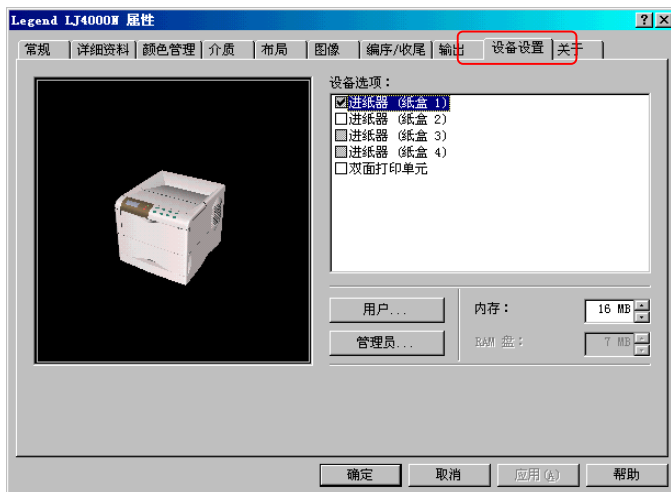 Legend LJ4000N 属性
常规 详细资料 颜色管理 介质 布局 图像 编序/收尾 输出 设备设置 关于
设备选项：
进纸器 (纸盒 1)
进纸器 (纸盒 2)
进纸器 (纸盒 3)
进纸器 (纸盒 4)
双面打印单元
用户... 内存： 16 MB
管理员... RAM 盘： 7 MB
确定 取消 应用(A) 帮助